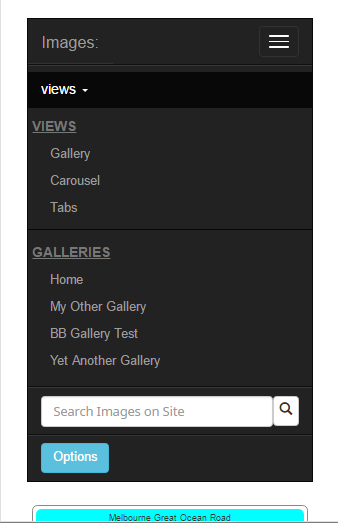 Images:
views
VIEWS
Gallery
Carousel
Tabs
GALLERIES
Home
My Other Gallery
BB Gallery Test
Yet Another Gallery
Search Images on Site
Options
Melbourne Great Ocean Road